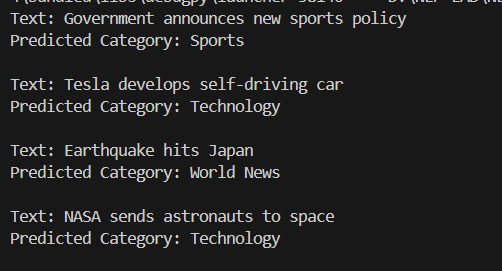 Text: Government announces new sports policy
Predicted Category: Sports
Text: Tesla develops self-driving car
Predicted Category: Technology
Text: Earthquake hits Japan
Predicted Category: World News
Text: NASA sends astronauts to space
Predicted Category: Technology